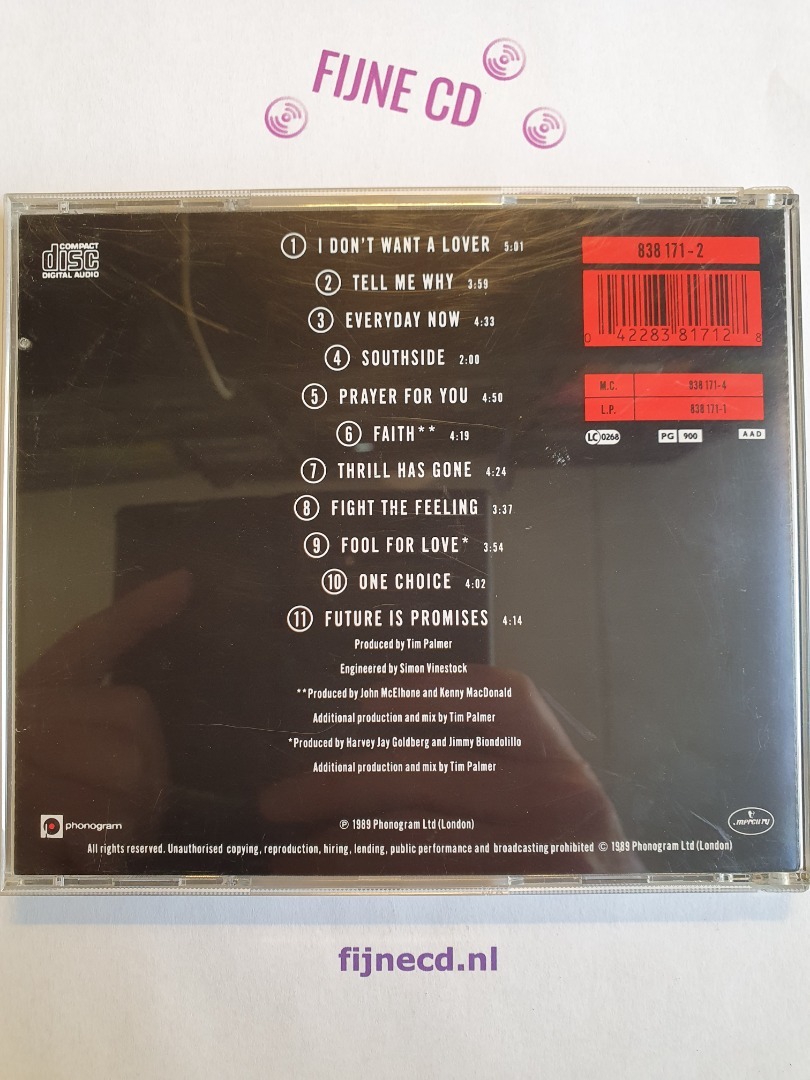 FIJNE CD
COMPACT
disc
DIGITAL AUDIO
1 I DON'T WANT A LOVER 5:01
2 TELL ME WHY 3:59
3 EVERYDAY NOW 4:33
4 SOUTHSIDE 2:00
5 PRAYER FOR YOU 4:50
6 FAITH** 4:19
7 THRILL HAS GONE 4:24
8 FIGHT THE FEELING 3:37
9 FOOL FOR LOVE* 3:54
10 ONE CHOICE 4:02
11 FUTURE IS PROMISES 4:14
838 171-2
0 42283 81712 8
M.C. 838 171-4
L.P. 838 171-1
LC 0268 PG 900 AAD
Produced by Tim Palmer
Engineered by Simon Vinestock
**Produced by John McElhone and Kenny MacDonald
Additional production and mix by Tim Palmer
*Produced by Harvey Jay Goldberg and Jimmy Biondolillo
Additional production and mix by Tim Palmer
phonogram
℗ 1989 Phonogram Ltd (London)
mercury
All rights reserved. Unauthorised copying, reproduction, hiring, lending, public performance and broadcasting prohibited © 1989 Phonogram Ltd (London)
fijnecd.nl